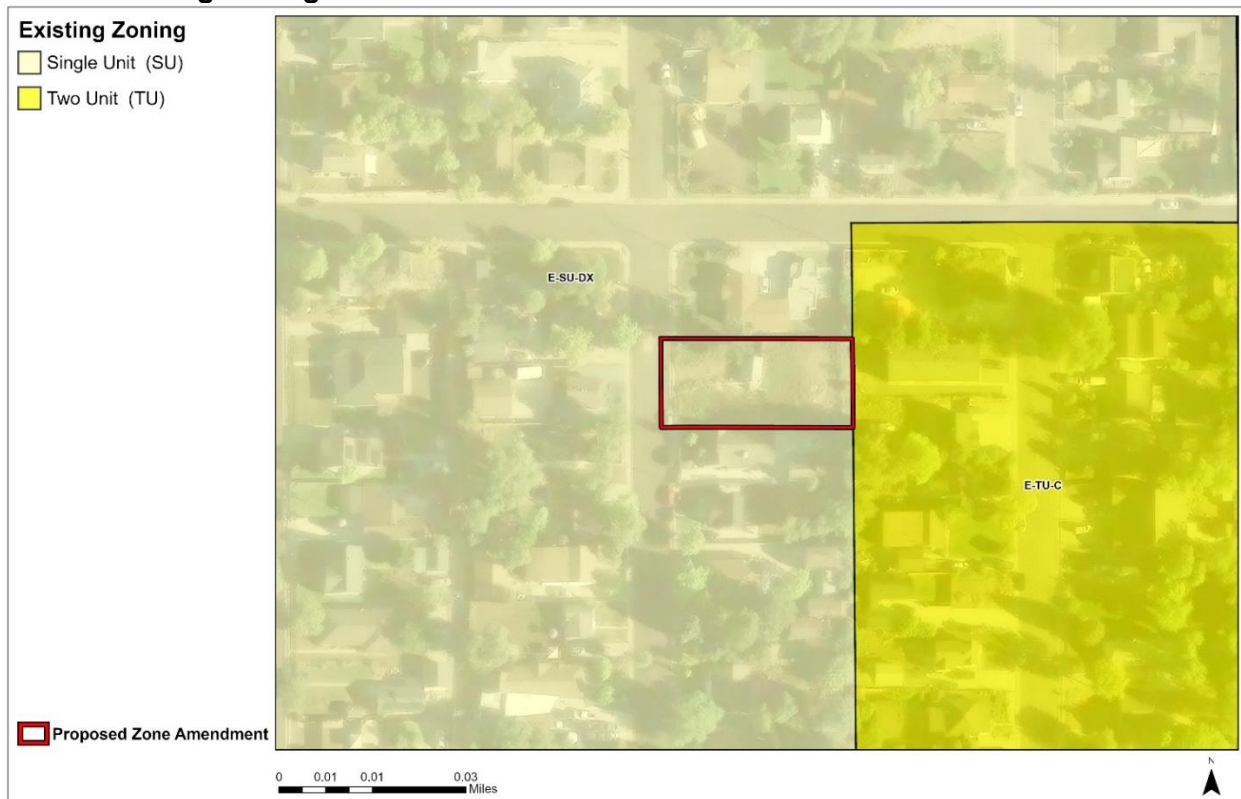 Existing Zoning
Single Unit (SU)
Two Unit (TU)
E-SU-DX
E-TU-C
Proposed Zone Amendment
0 0.01 0.01 0.03
Miles
N